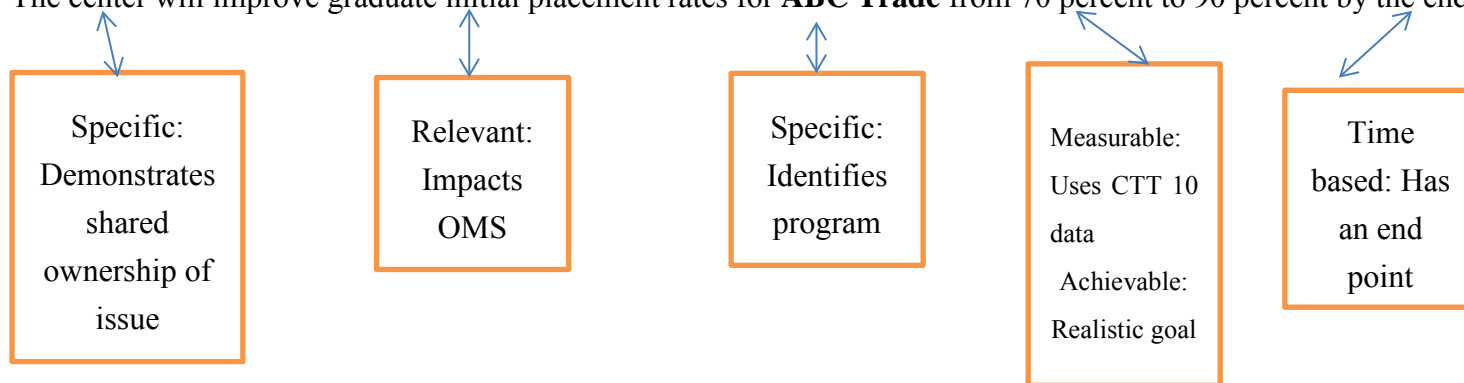 The center will improve graduate initial placement rates for ABC Trade from 70 percent to 90 percent by the end
Specific:
Demonstrates
shared
ownership of
issue
Relevant:
Impacts
OMS
Specific:
Identifies
program
Measurable:
Uses CTT 10
data
Achievable:
Realistic goal
Time
based: Has
an end
point